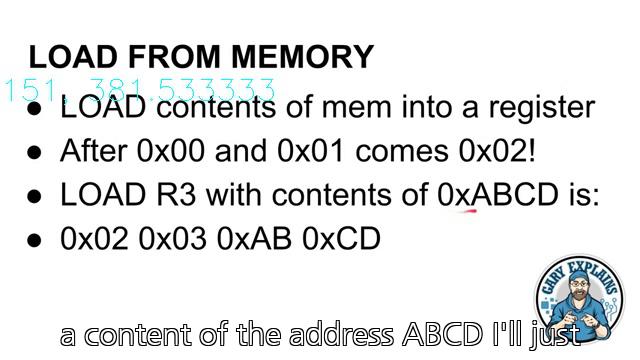 LOAD FROM MEMORY
151, 381.533333
● LOAD contents of mem into a register
● After 0x00 and 0x01 comes 0x02!
● LOAD R3 with contents of 0xABCD is:
● 0x02 0x03 0xAB 0xCD
GARY EXPLAINS
a content of the address ABCD I'll just